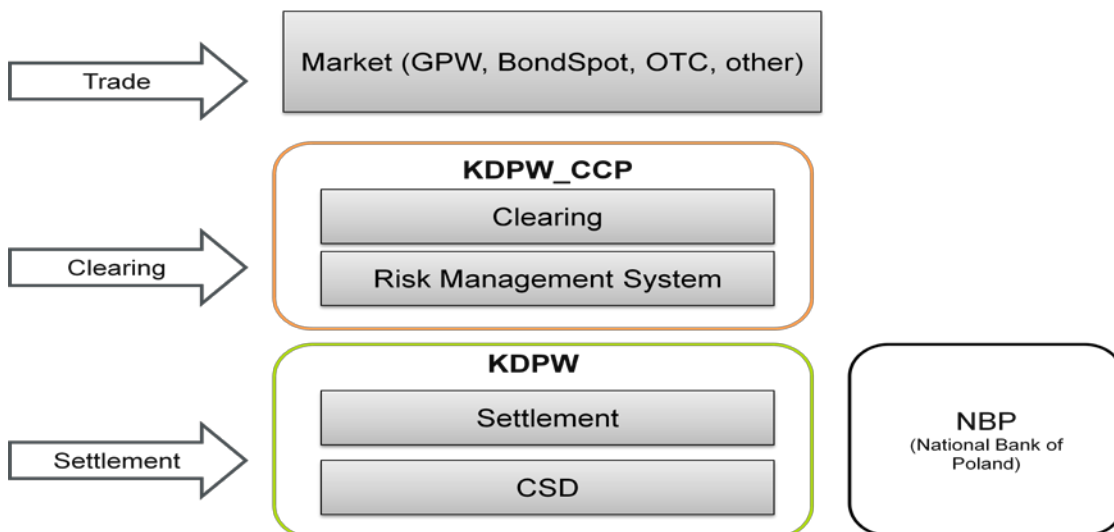 Trade
Market (GPW, BondSpot, OTC, other)
KDPW_CCP
Clearing
Clearing
Risk Management System
KDPW
Settlement
Settlement
CSD
NBP
(National Bank of
Poland)